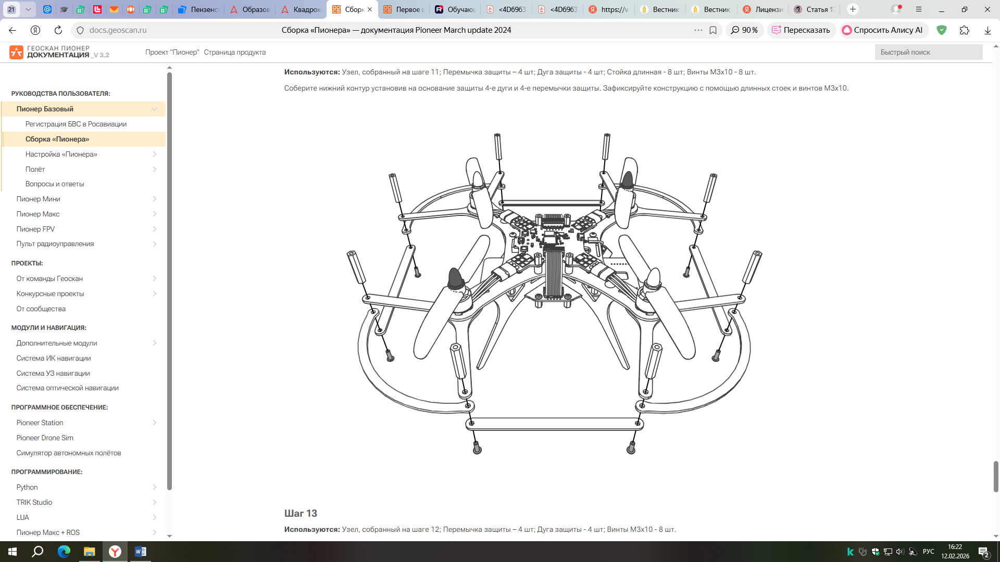 21
Пензенс
Образов
Квадрок
Сборк
Первое в
Обучаю
<4D6963
<4D6963
https://v
Вестник
Вестник
Лицензи
Статья 1
docs.geoscan.ru
Сборка «Пионера» — документация Pioneer March update 2024
90 %
Пересказать
Спросить Алису AI
ГЕОСКАН ПИОНЕР
ДОКУМЕНТАЦИЯ _V 3.2
Проект "Пионер" Страница продукта
Быстрый поиск
РУКОВОДСТВА ПОЛЬЗОВАТЕЛЯ:
Пионер Базовый
Регистрация БВС в Росавиации
Сборка «Пионера»
Настройка «Пионера»
Полёт
Вопросы и ответы
Пионер Мини
Пионер Макс
Пионер FPV
Пульт радиоуправления
ПРОЕКТЫ:
От команды Геоскан
Конкурсные проекты
От сообщества
МОДУЛИ И НАВИГАЦИЯ:
Дополнительные модули
Система ИК навигации
Система УЗ навигации
Система оптической навигации
ПРОГРАММНОЕ ОБЕСПЕЧЕНИЕ:
Pioneer Station
Pioneer Drone Sim
Симулятор автономных полётов
ПРОГРАММИРОВАНИЕ:
Python
TRIK Studio
LUA
Пионер Макс + ROS
Используются: Узел, собранный на шаге 11; Перемычка защиты – 4 шт; Дуга защиты - 4 шт; Стойка длинная - 8 шт; Винты М3х10 - 8 шт.
Соберите нижний контур установив на основание защиты 4-е дуги и 4-е перемычки защиты. Зафиксируйте конструкцию с помощью длинных стоек и винтов М3х10.
Шаг 13
Используются: Узел, собранный на шаге 12; Перемычка защиты – 4 шт; Дуга защиты - 4 шт; Винты М3х10 - 8 шт.
РУС
16:22
12.02.2026
2